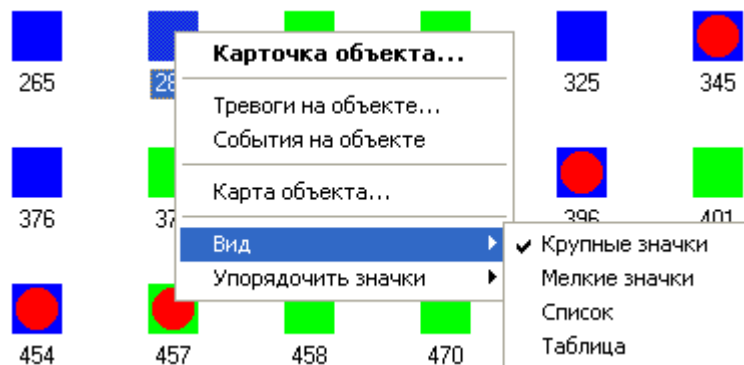 265
325
345
Карточка объекта...
Тревоги на объекте...
События на объекте
Карта объекта...
Вид
Упорядочить значки
376
396
401
Крупные значки
Мелкие значки
Список
Таблица
454
457
458
470